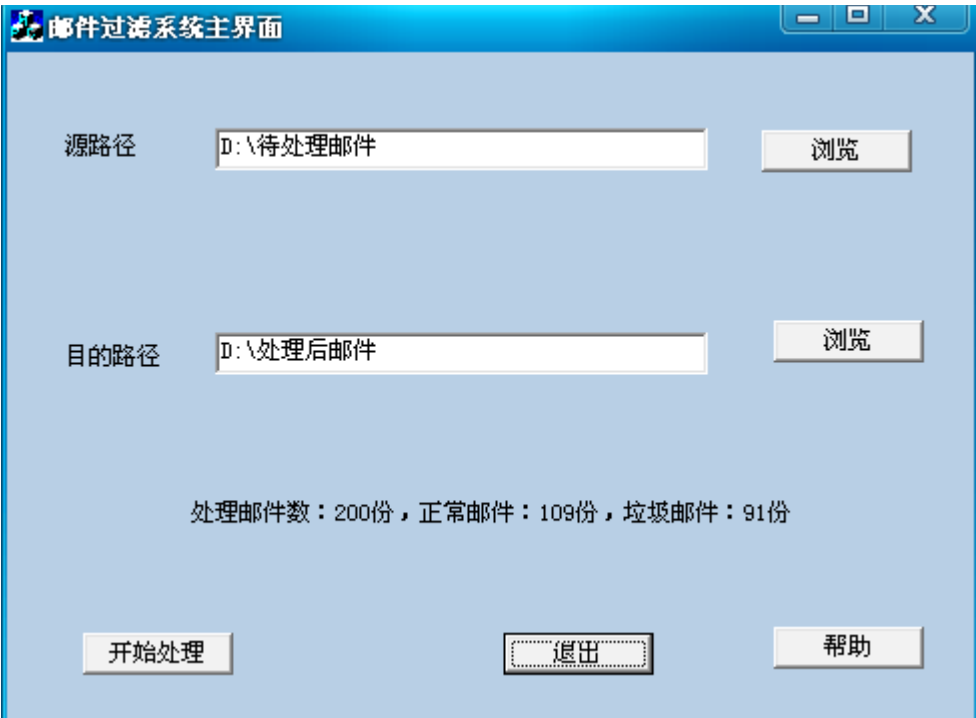 邮件过滤系统主界面
源路径 D:\待处理邮件 浏览
目的路径 D:\处理后邮件 浏览
处理邮件数：200份，正常邮件：109份，垃圾邮件：91份
开始处理 退出 帮助